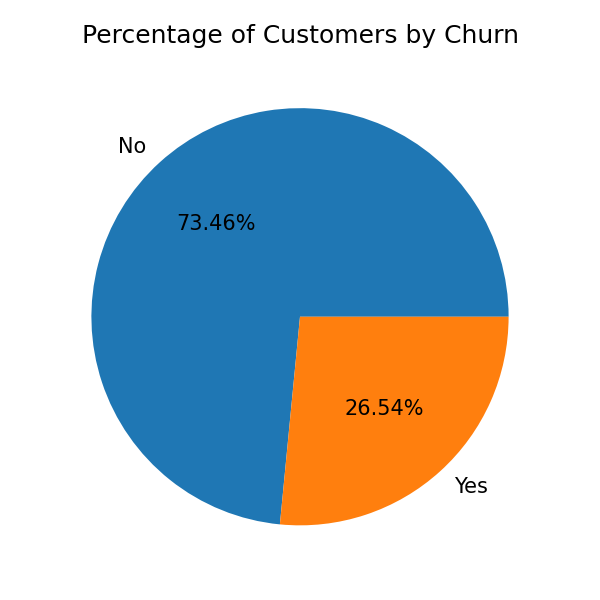 Percentage of Customers by Churn
No
73.46%
26.54%
Yes